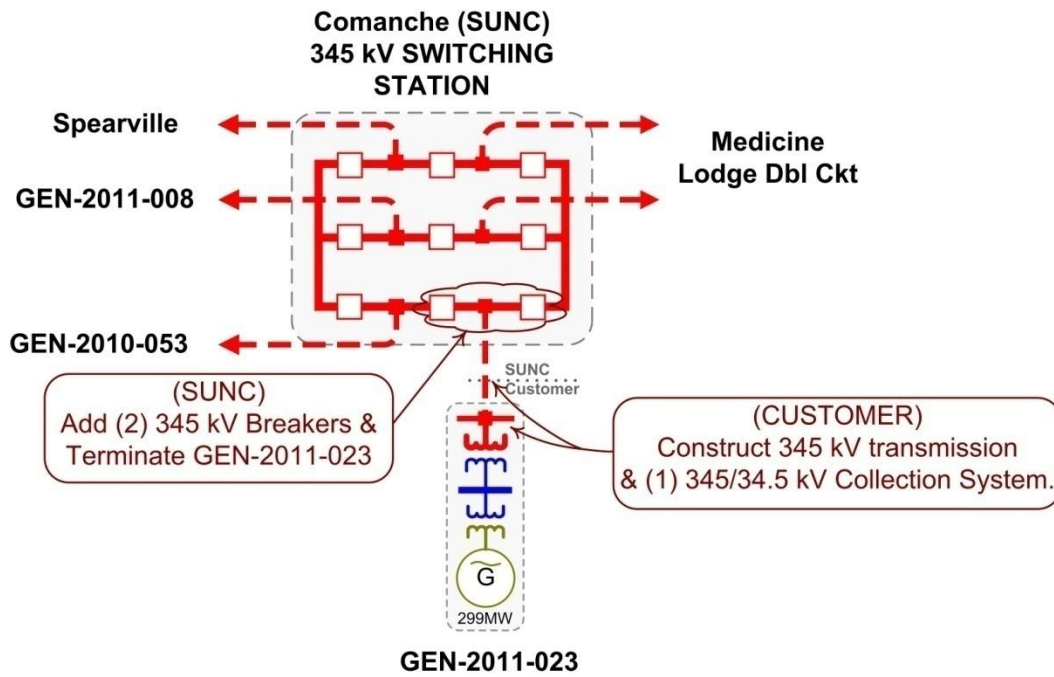 Comanche (SUNC)
345 kV SWITCHING
STATION
Spearville
Medicine
Lodge Dbl Ckt
GEN-2011-008
GEN-2010-053
SUNC
Customer
(SUNC)
Add (2) 345 kV Breakers &
Terminate GEN-2011-023
(CUSTOMER)
Construct 345 kV transmission
& (1) 345/34.5 kV Collection System.
G
299MW
GEN-2011-023